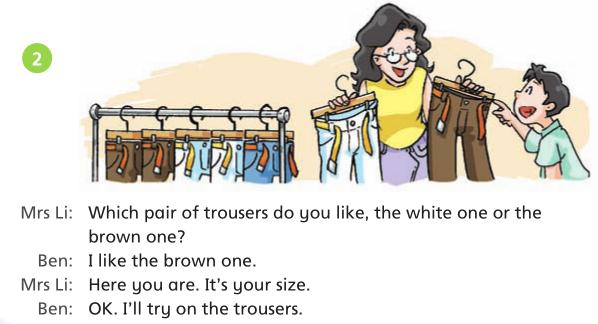 2
Mrs Li: Which pair of trousers do you like, the white one or the
brown one?
Ben: I like the brown one.
Mrs Li: Here you are. It's your size.
Ben: OK. I'll try on the trousers.